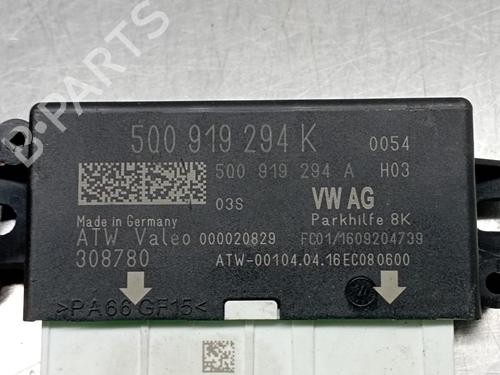 5Q0 919 294 K 0054
5Q0 919 294 A H03
03S VW AG
Made in Germany Parkhilfe 8K
ATW Valeo 000020829 FC01/1609204739
308780 ATW-00104.04.16EC080600
>PA66 GF15<